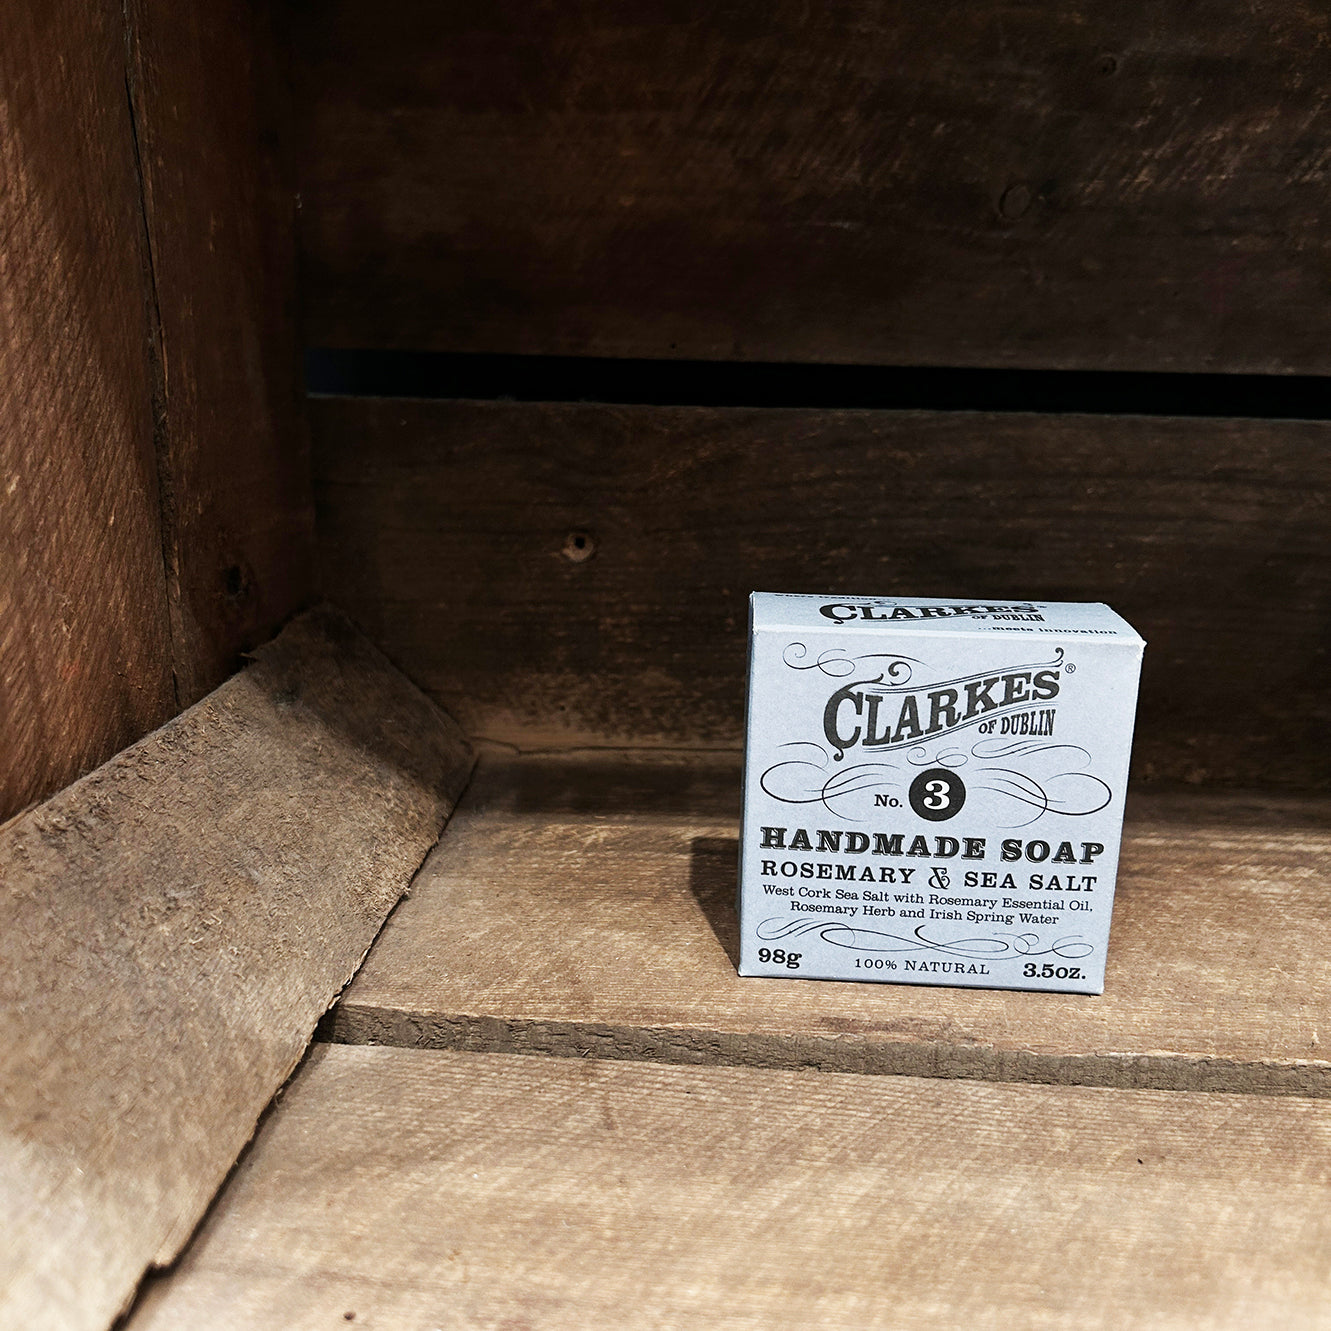 CLARKES
OF DUBLIN
...meets innovation
CLARKES®
OF DUBLIN
No. 3
HANDMADE SOAP
ROSEMARY & SEA SALT
West Cork Sea Salt with Rosemary Essential Oil,
Rosemary Herb and Irish Spring Water
98g 100% NATURAL 3.5oz.